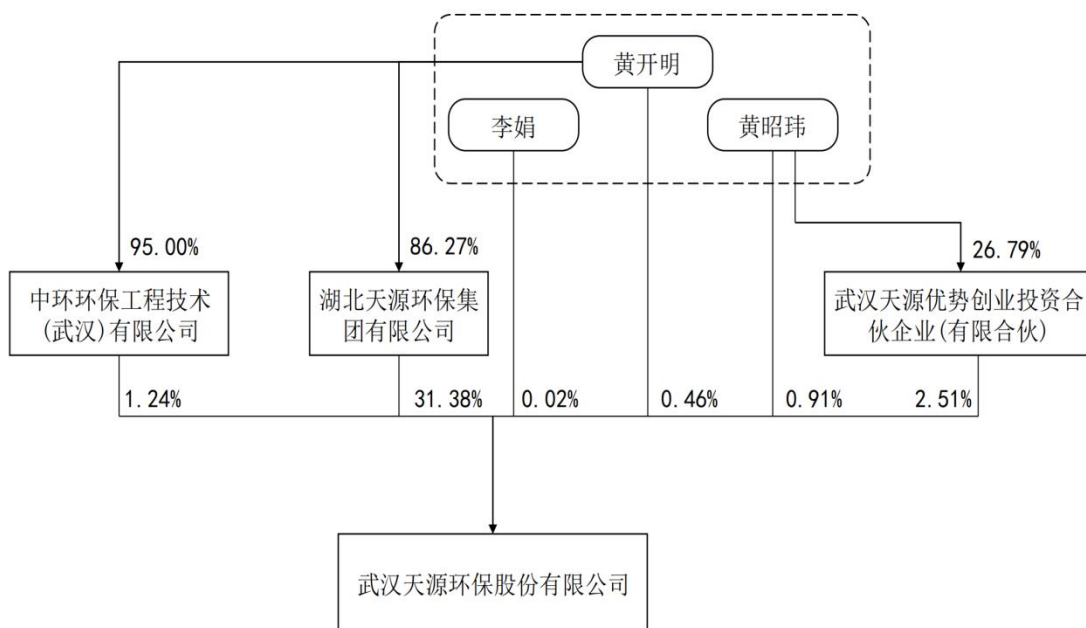 黄开明
李娟
黄昭玮
95.00%
86.27%
26.79%
中环环保工程技术
(武汉)有限公司
湖北天源环保集
团有限公司
武汉天源优势创业投资合
伙企业(有限合伙)
1.24%
31.38%
0.02%
0.46%
0.91%
2.51%
武汉天源环保股份有限公司